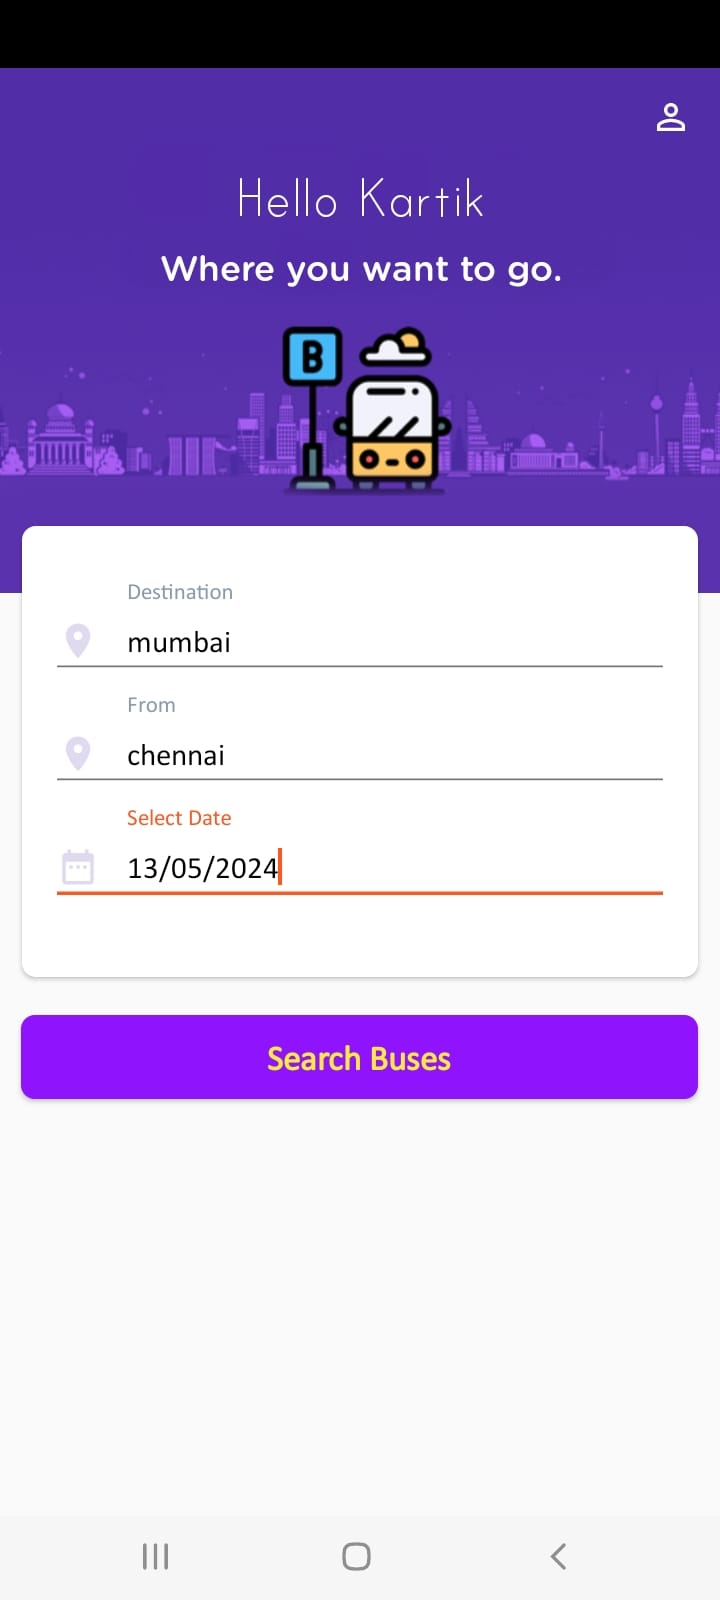 Hello Kartik
Where you want to go.
B
Destination
mumbai
From
chennai
Select Date
13/05/2024
Search Buses